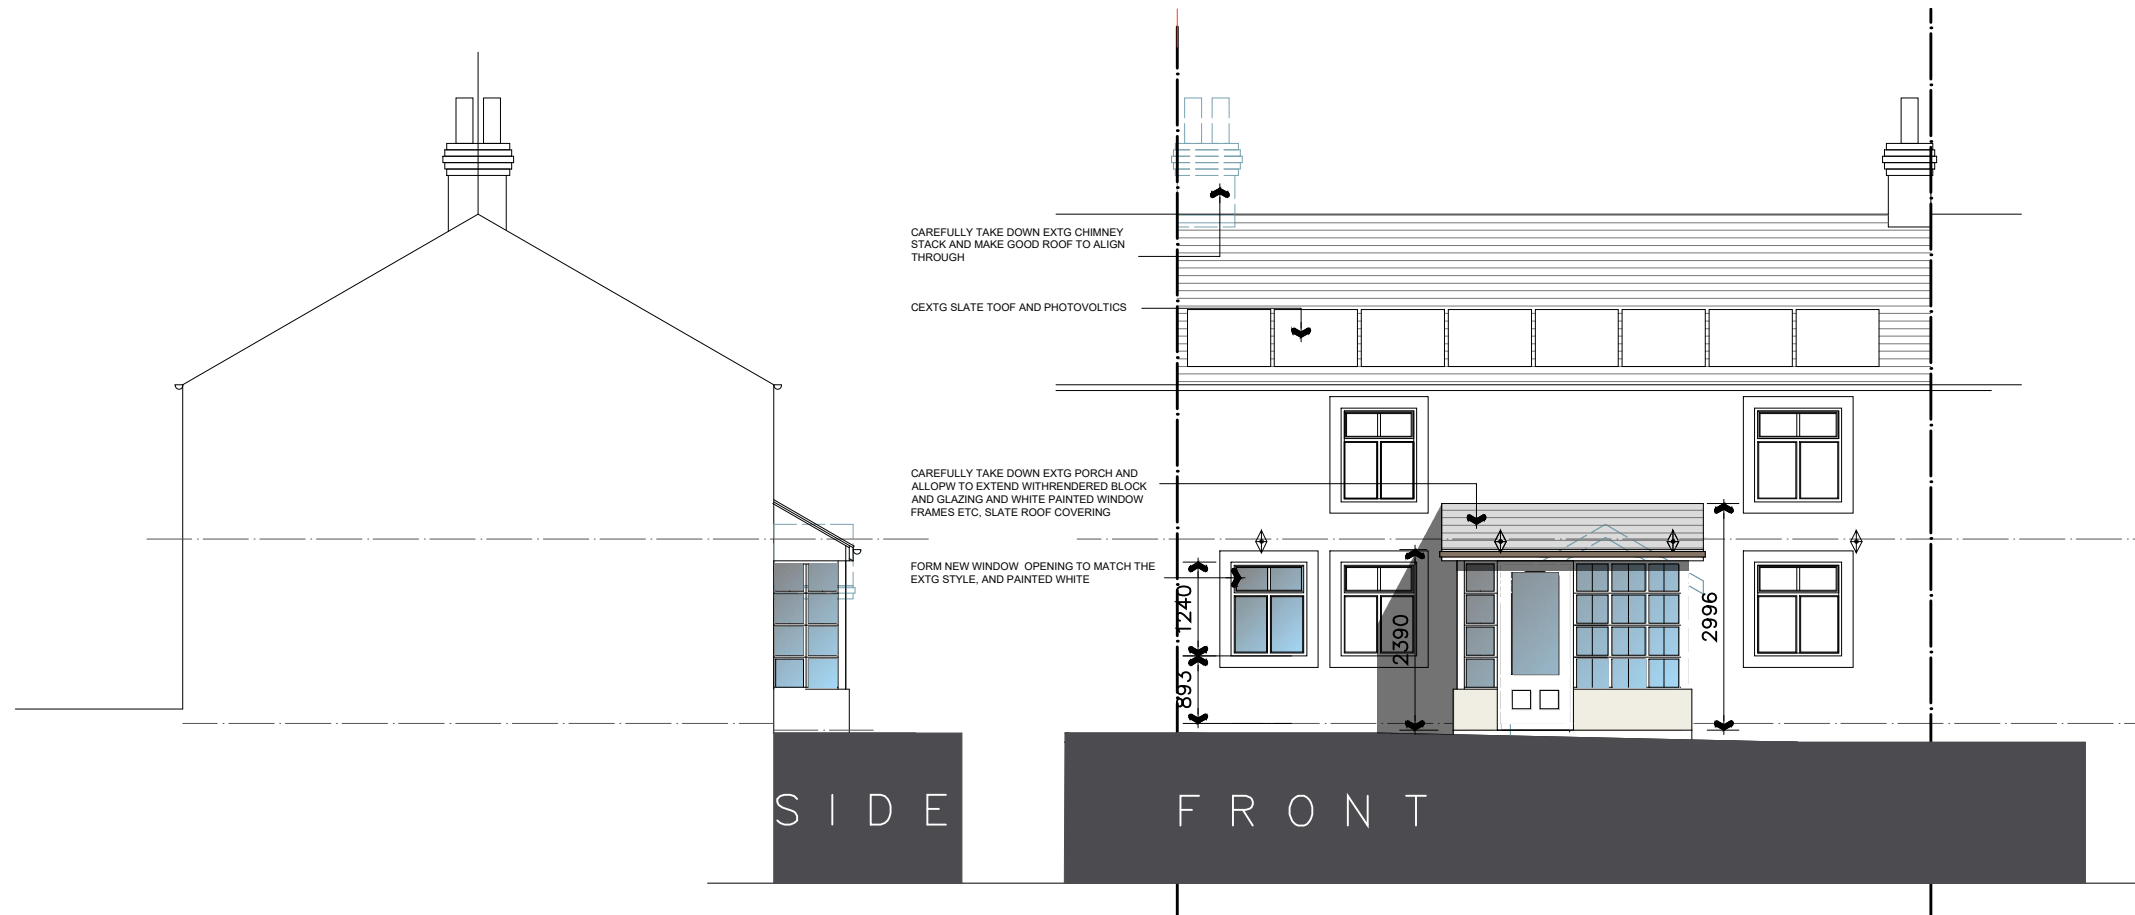 CAREFULLY TAKE DOWN EXTG CHIMNEY
STACK AND MAKE GOOD ROOF TO ALIGN
THROUGH
CEXTG SLATE TOOF AND PHOTOVOLTICS
CAREFULLY TAKE DOWN EXTG PORCH AND
ALLOPW TO EXTEND WITHRENDERED BLOCK
AND GLAZING AND WHITE PAINTED WINDOW
FRAMES ETC, SLATE ROOF COVERING
FORM NEW WINDOW OPENING TO MATCH THE
EXTG STYLE, AND PAINTED WHITE
1240
893
2390
2996
SIDE
FRONT